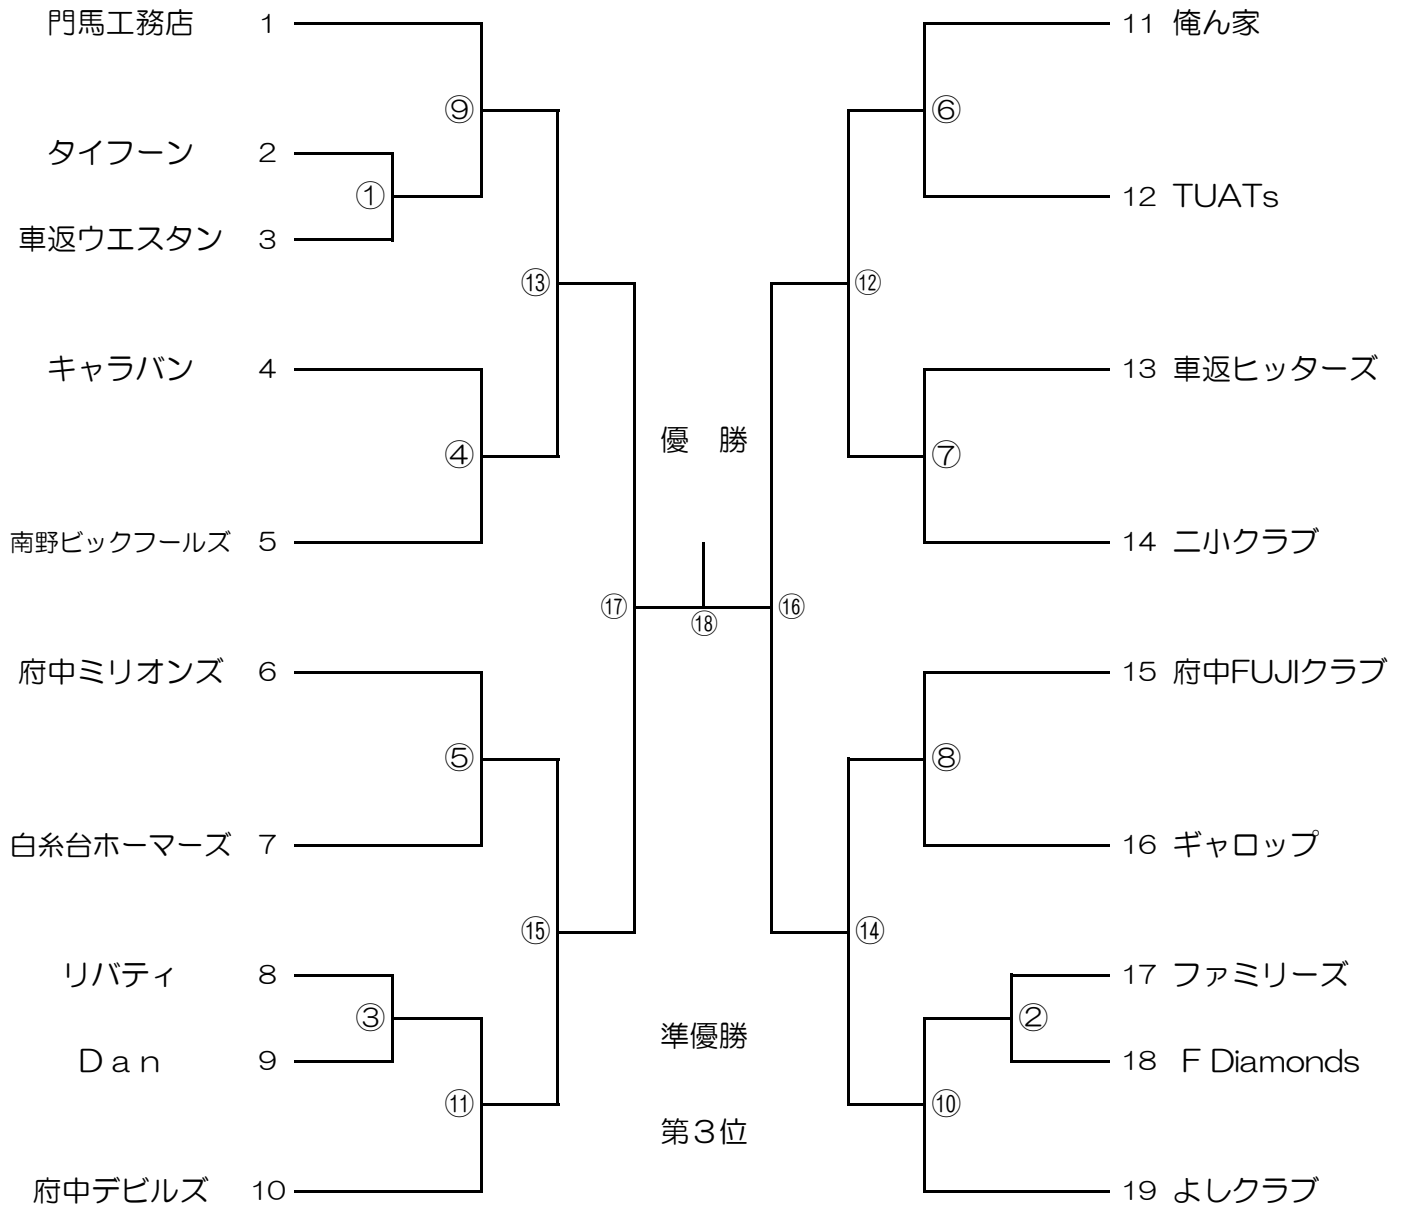 門馬工務店 1
⑨
タイフーン 2
①
車返ウエスタン 3
⑬
キャラバン 4
④
南野ビックフールズ 5
⑰
府中ミリオンズ 6
⑤
白糸台ホーマーズ 7
⑮
リバティ 8
③
Dan 9
⑪
府中デビルズ 10
優 勝
⑱
準優勝
第3位
11 俺ん家
⑥
12 TUATs
⑫
13 車返ヒッターズ
⑦
14 二小クラブ
⑯
15 府中FUJIクラブ
⑧
16 ギャロップ
⑭
17 ファミリーズ
②
18 F Diamonds
⑩
19 よしクラブ